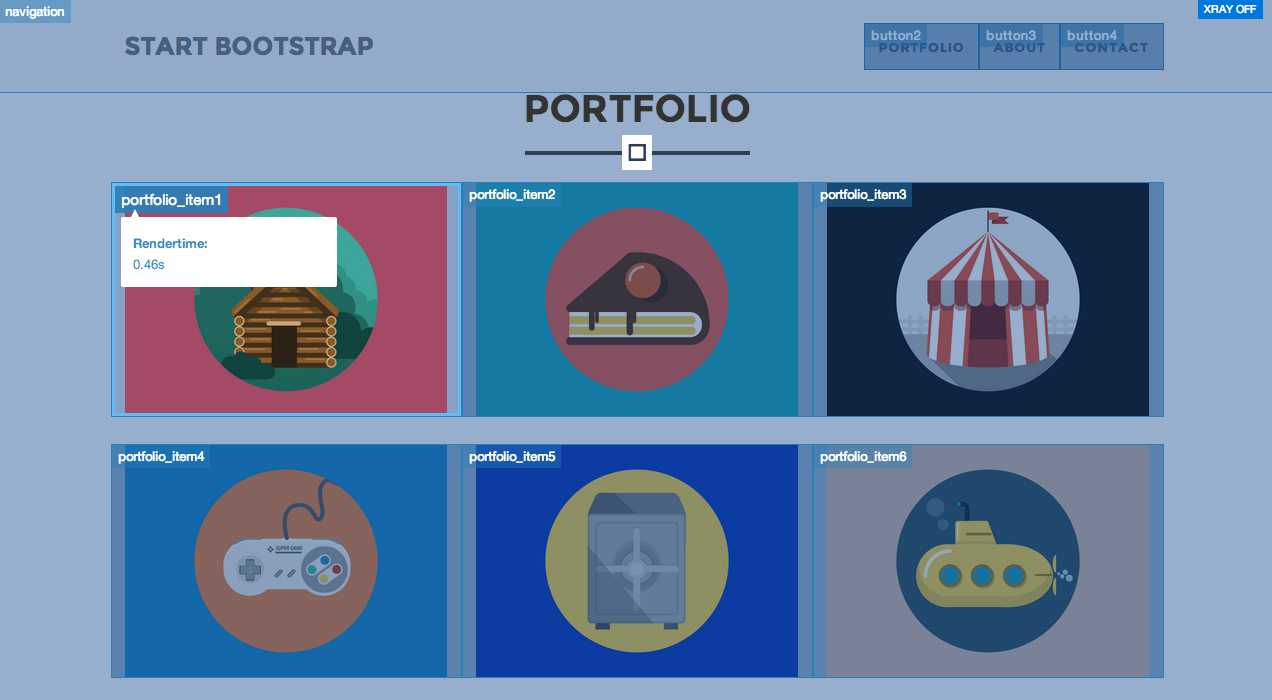 navigation
XRAY OFF
START BOOTSTRAP
button2
button3
button4
PORTFOLIO
ABOUT
CONTACT
PORTFOLIO
portfolio_item1
portfolio_item2
portfolio_item3
Rendertime:
0.46s
portfolio_item4
portfolio_item5
portfolio_item6
SUPER GAME